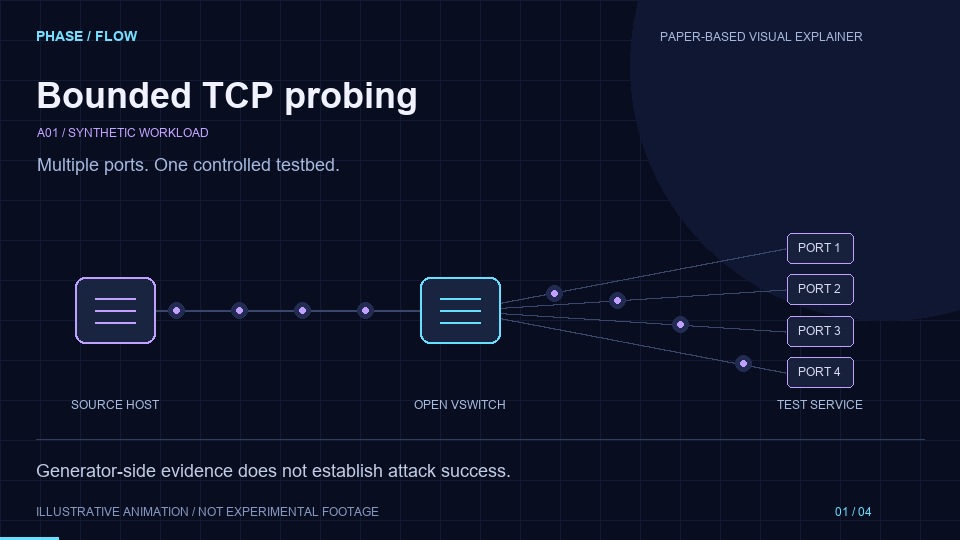 PHASE / FLOW
PAPER-BASED VISUAL EXPLAINER
Bounded TCP probing
A01 / SYNTHETIC WORKLOAD
Multiple ports. One controlled testbed.
PORT 1
PORT 2
PORT 3
PORT 4
SOURCE HOST
OPEN VSWITCH
TEST SERVICE
Generator-side evidence does not establish attack success.
ILLUSTRATIVE ANIMATION / NOT EXPERIMENTAL FOOTAGE
01 / 04